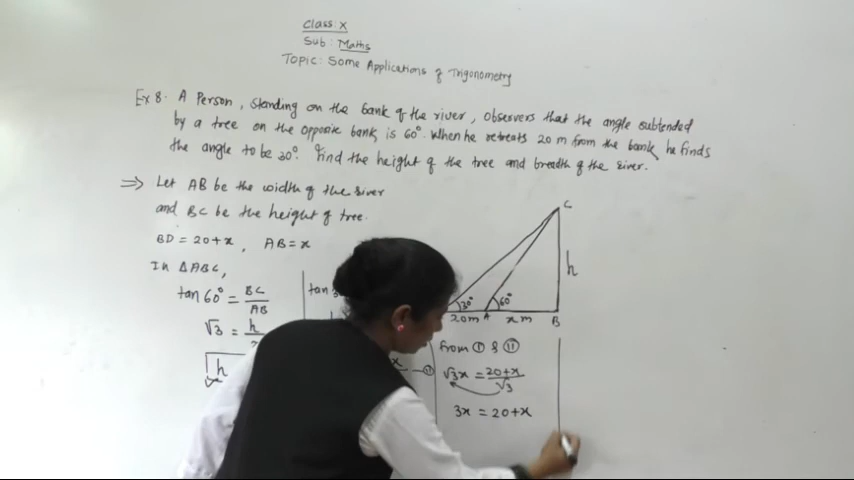 Class: X
Sub: Maths
Topic: Some Applications of Trigonometry
Ex 8. A Person, standing on the bank of the river, observers that the angle subtended
by a tree on the opposite bank is 60°. When he retreats 20 m from the bank, he finds
the angle to be 30°. Find the height of the tree and breadth of the river.
⇒ Let AB be the width of the river
and BC be the height of tree.
BD = 20+x, AB = x
In ΔABC,
tan 60° = BC/AB
√3 = h
h
tan
x — II
C
h
30° 60°
20m A x m B
from I & II
√3x = 20+x/√3
3x = 20+x